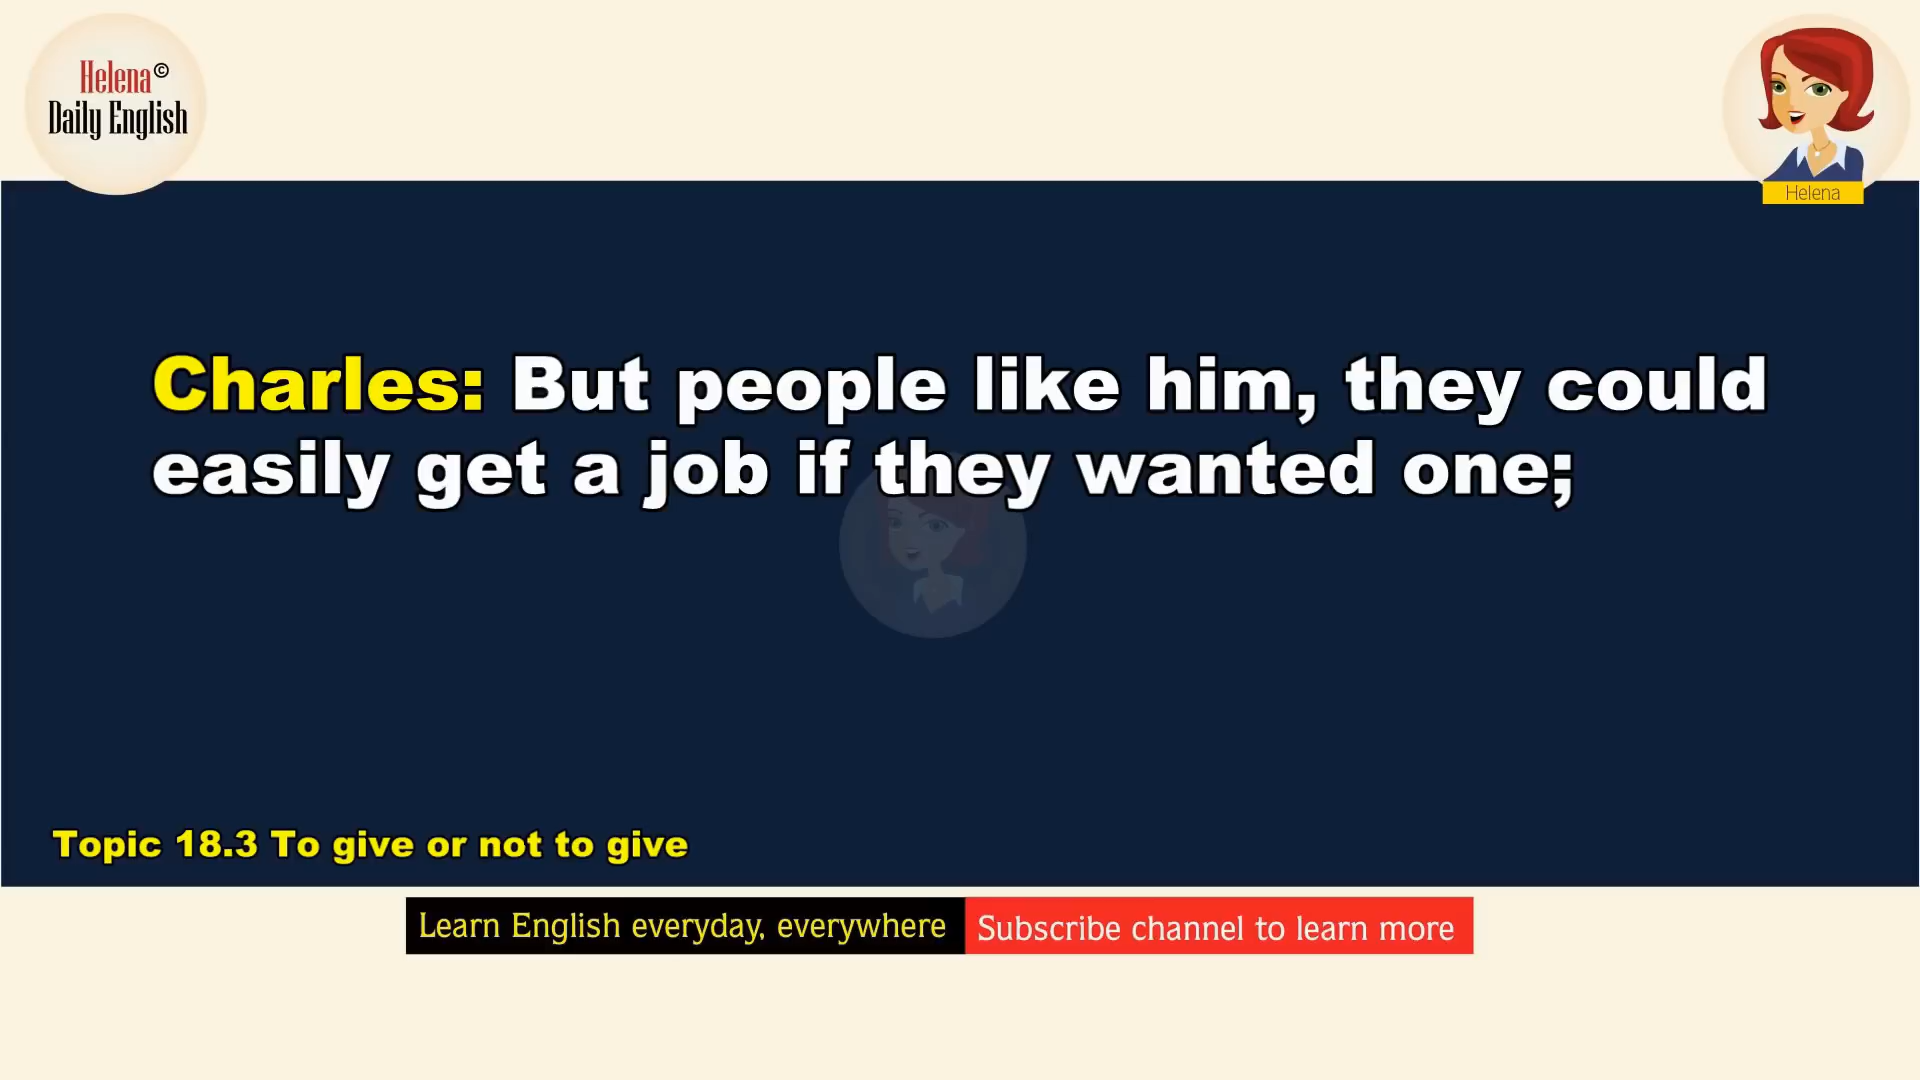 Helena©
Daily English
Helena
Charles: But people like him, they could
easily get a job if they wanted one;
Topic 18.3 To give or not to give
Learn English everyday, everywhere
Subscribe channel to learn more